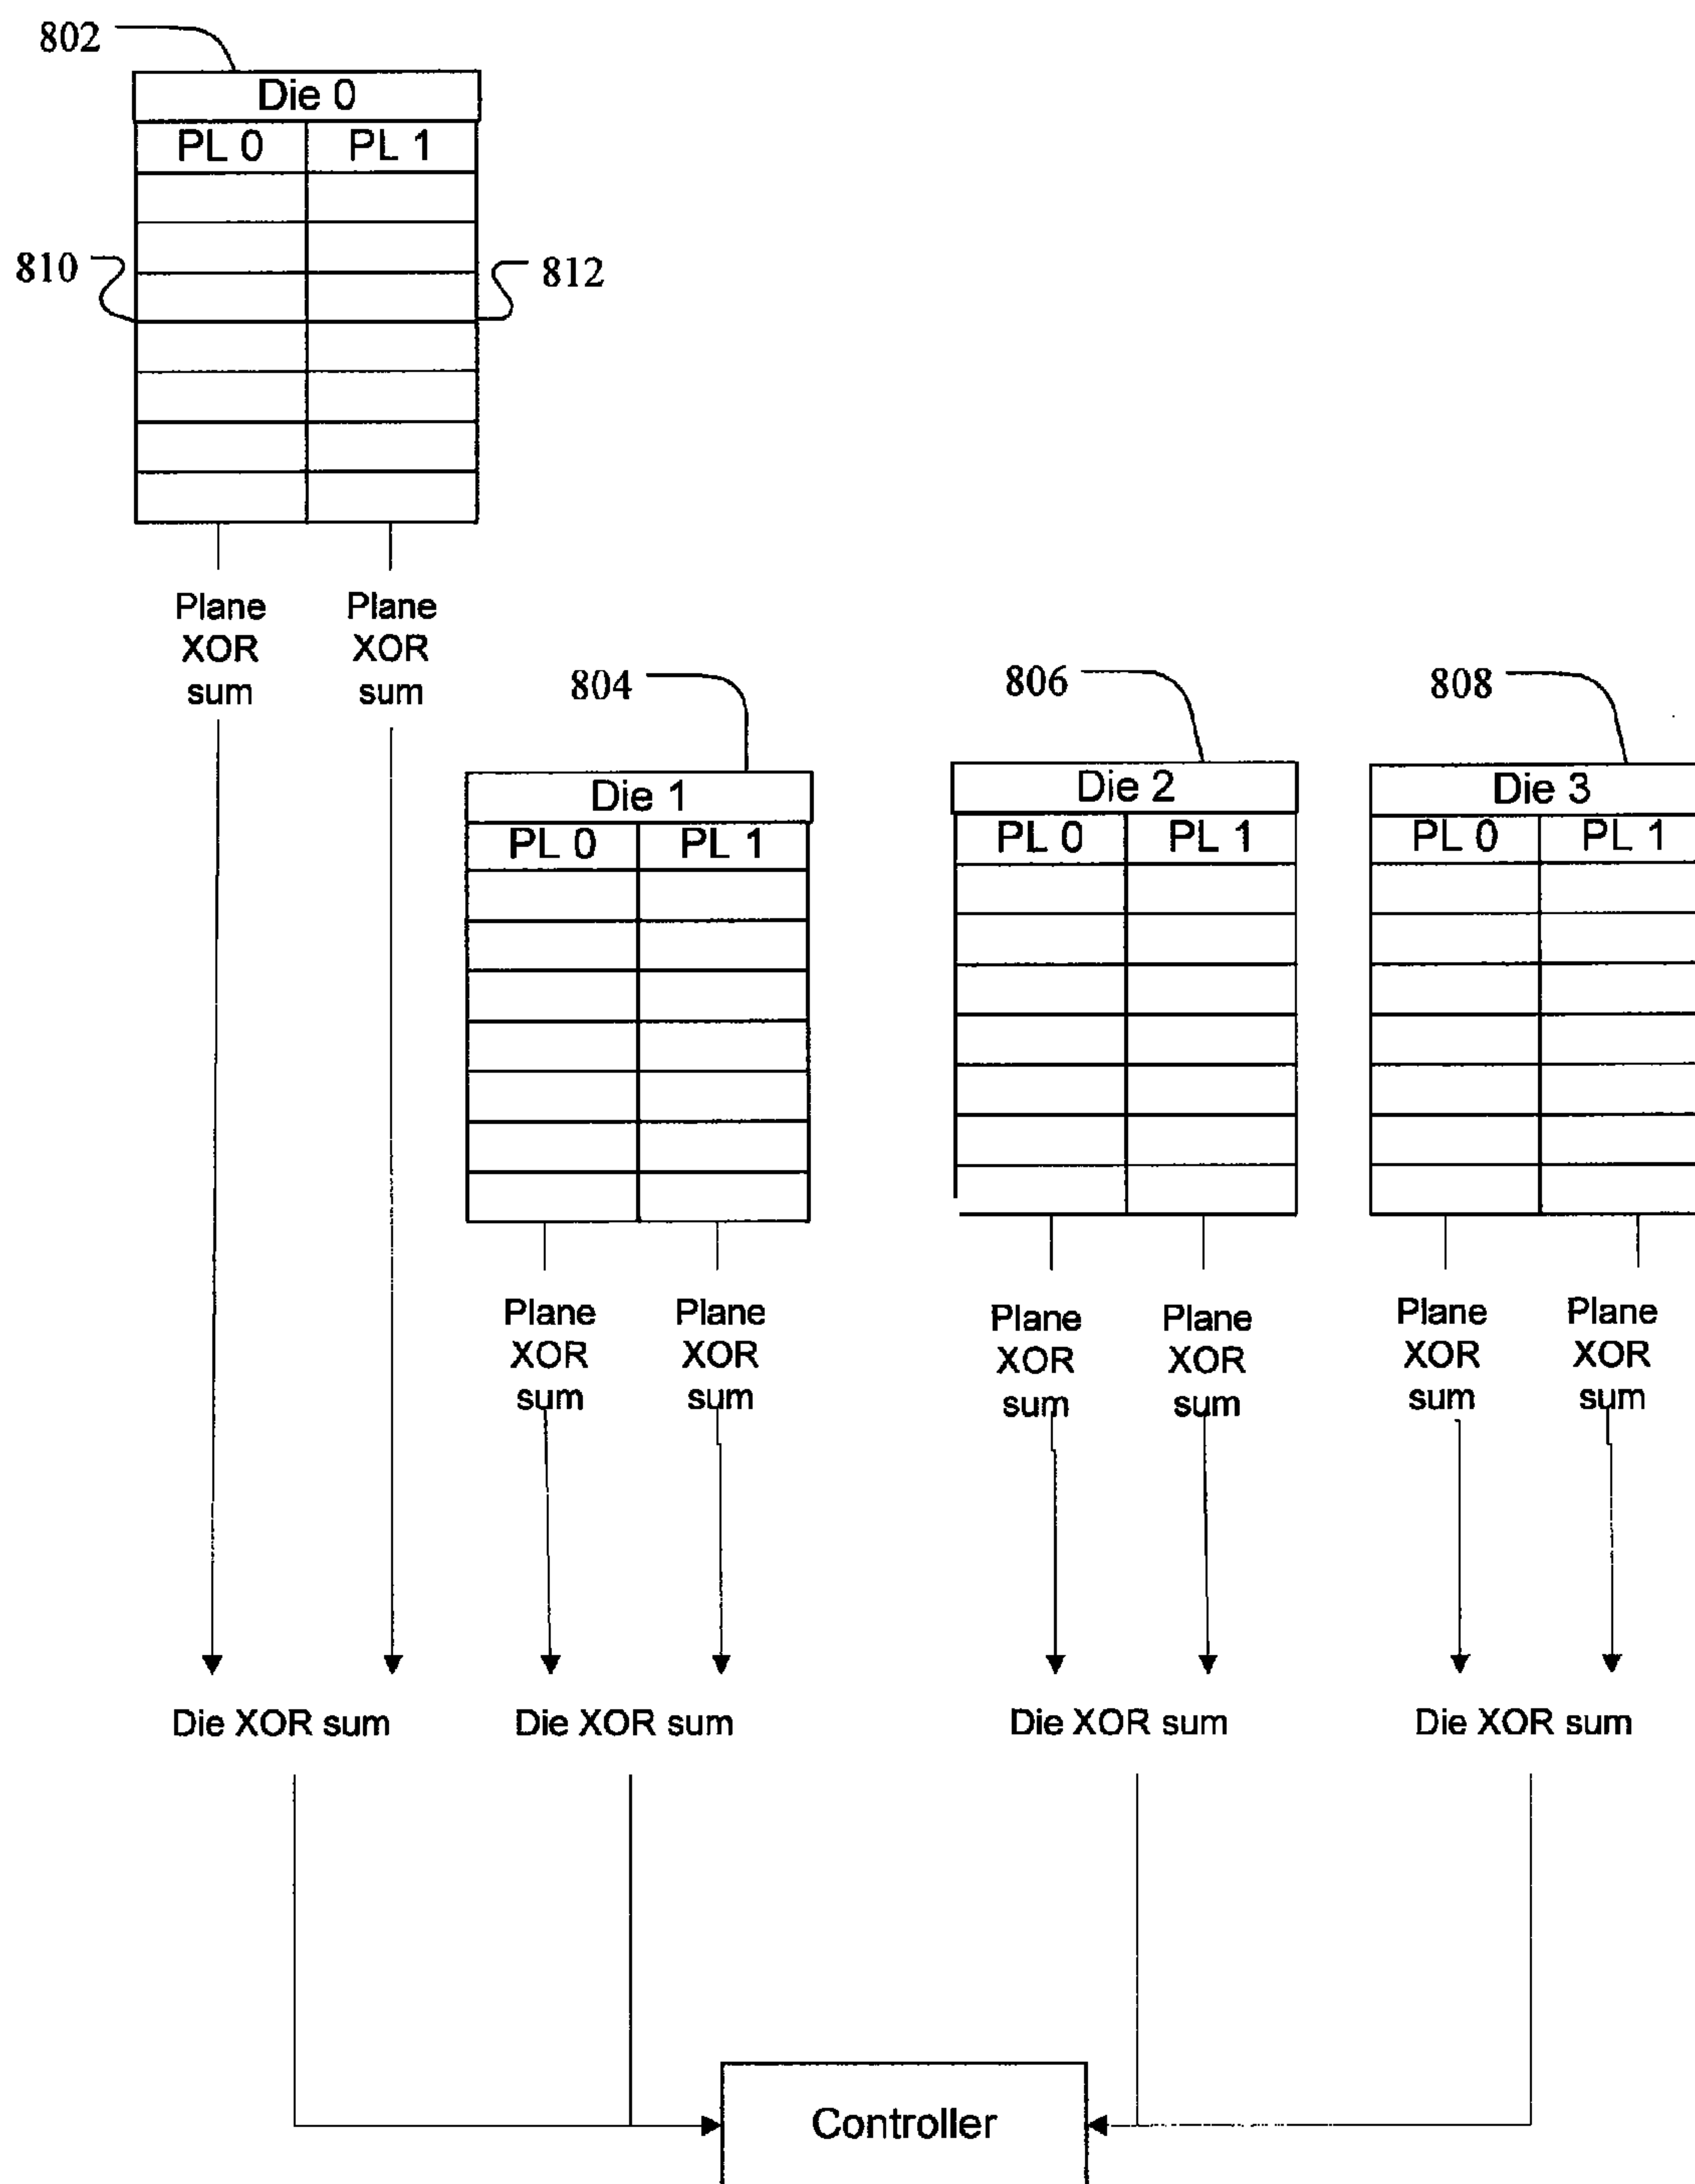 802
Die 0
PL 0 PL 1
810
812
Plane XOR sum
Plane XOR sum
804
806
808
Die 1
Die 2
Die 3
PL 0 PL 1
PL 0 PL 1
PL 0 PL 1
Plane XOR sum
Plane XOR sum
Plane XOR sum
Plane XOR sum
Plane XOR sum
Plane XOR sum
Die XOR sum
Die XOR sum
Die XOR sum
Die XOR sum
Controller